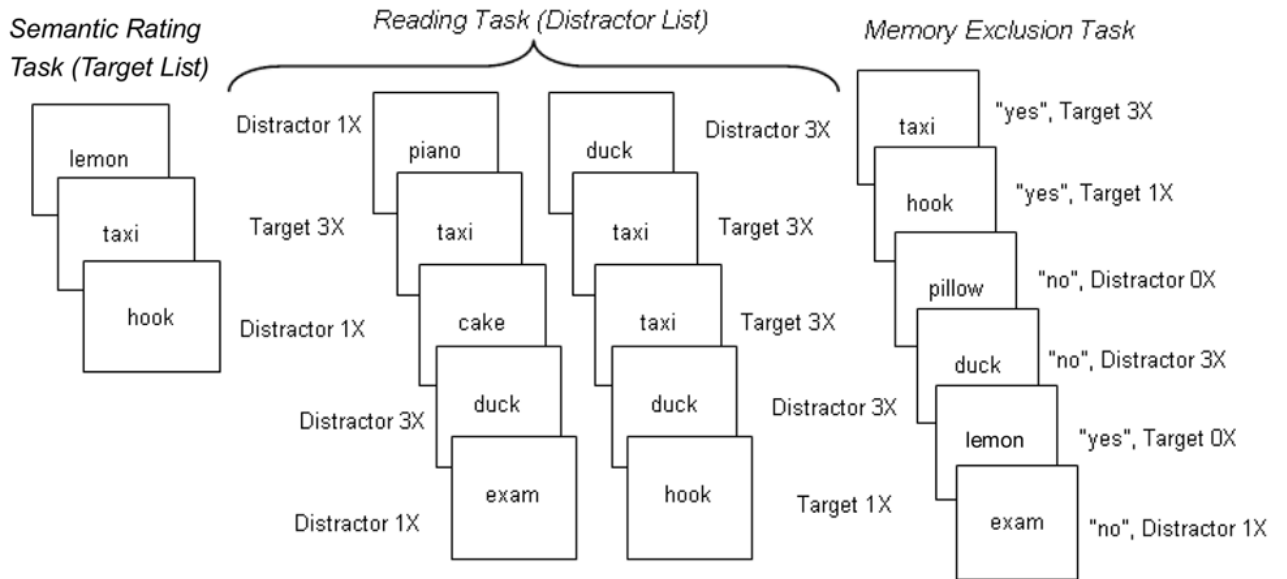 Semantic Rating
Task (Target List)
lemon
taxi
hook
Reading Task (Distractor List)
Distractor 1X
piano
Target 3X
taxi
Distractor 1X
cake
Distractor 3X
duck
Distractor 1X
exam
duck
Distractor 3X
taxi
Target 3X
taxi
Target 3X
duck
Distractor 3X
hook
Target 1X
Memory Exclusion Task
taxi
"yes", Target 3X
hook
"yes", Target 1X
pillow
"no", Distractor 0X
duck
"no", Distractor 3X
lemon
"yes", Target 0X
exam
"no", Distractor 1X